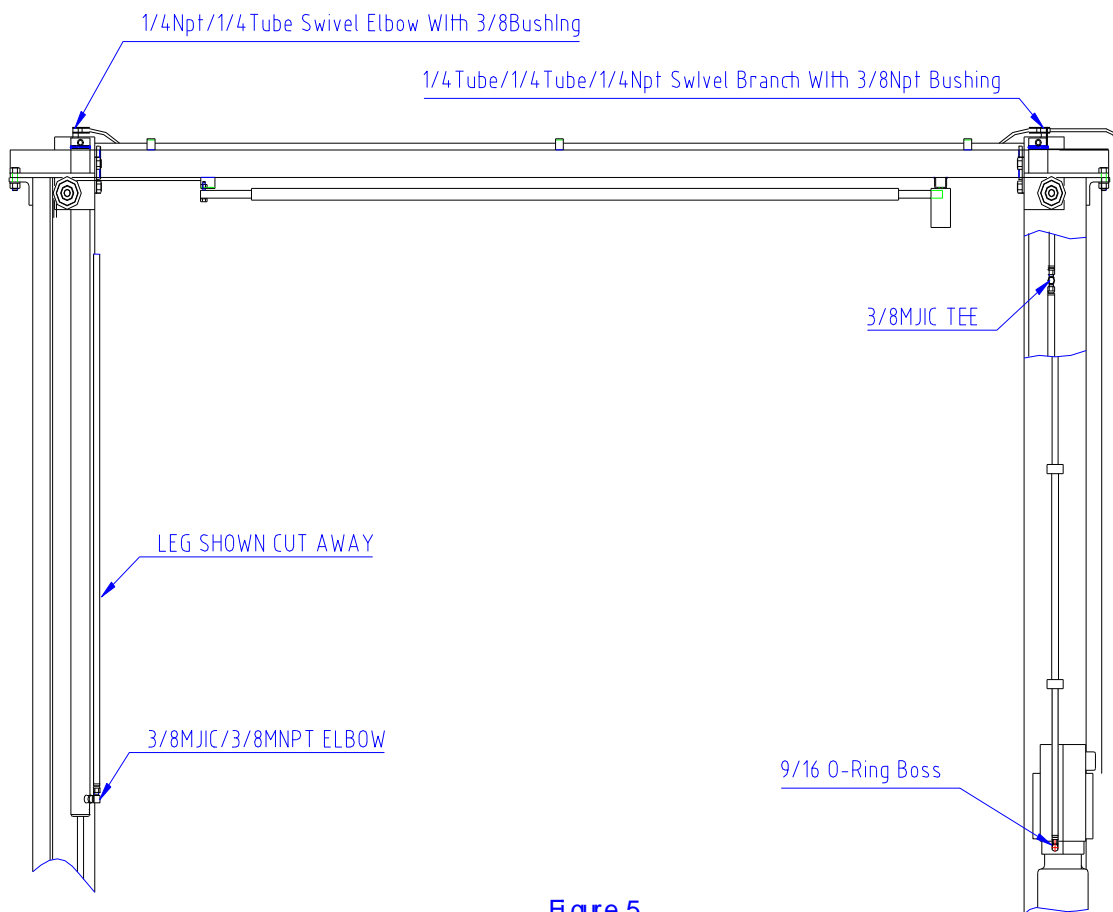 1/4Npt/1/4Tube Swivel Elbow With 3/8Bushing
1/4Tube/1/4Tube/1/4Npt Swivel Branch With 3/8Npt Bushing
3/8MJIC TEE
LEG SHOWN CUT AWAY
3/8MJIC/3/8MNPT ELBOW
9/16 O-Ring Boss
Figure 5